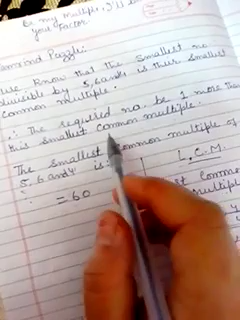 Be my multiple, I'll be
you factor
Diamond Puzzle:
We Know that the Smallest no
divisible by 5, 6 and 4 is their smallest
common multiple.
∴ The required no. be 1 more than
this smallest common multiple.
The smallest common multiple of
5, 6 and 4 is:
L.C.M.
= 60